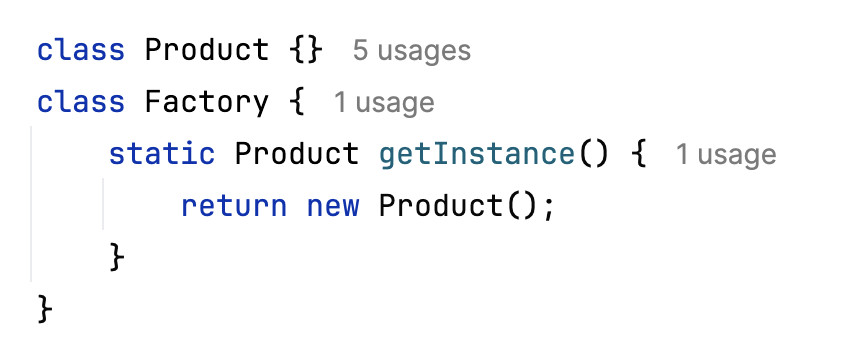 class Product {} 5 usages
class Factory { 1 usage
    static Product getInstance() { 1 usage
        return new Product();
    }
}